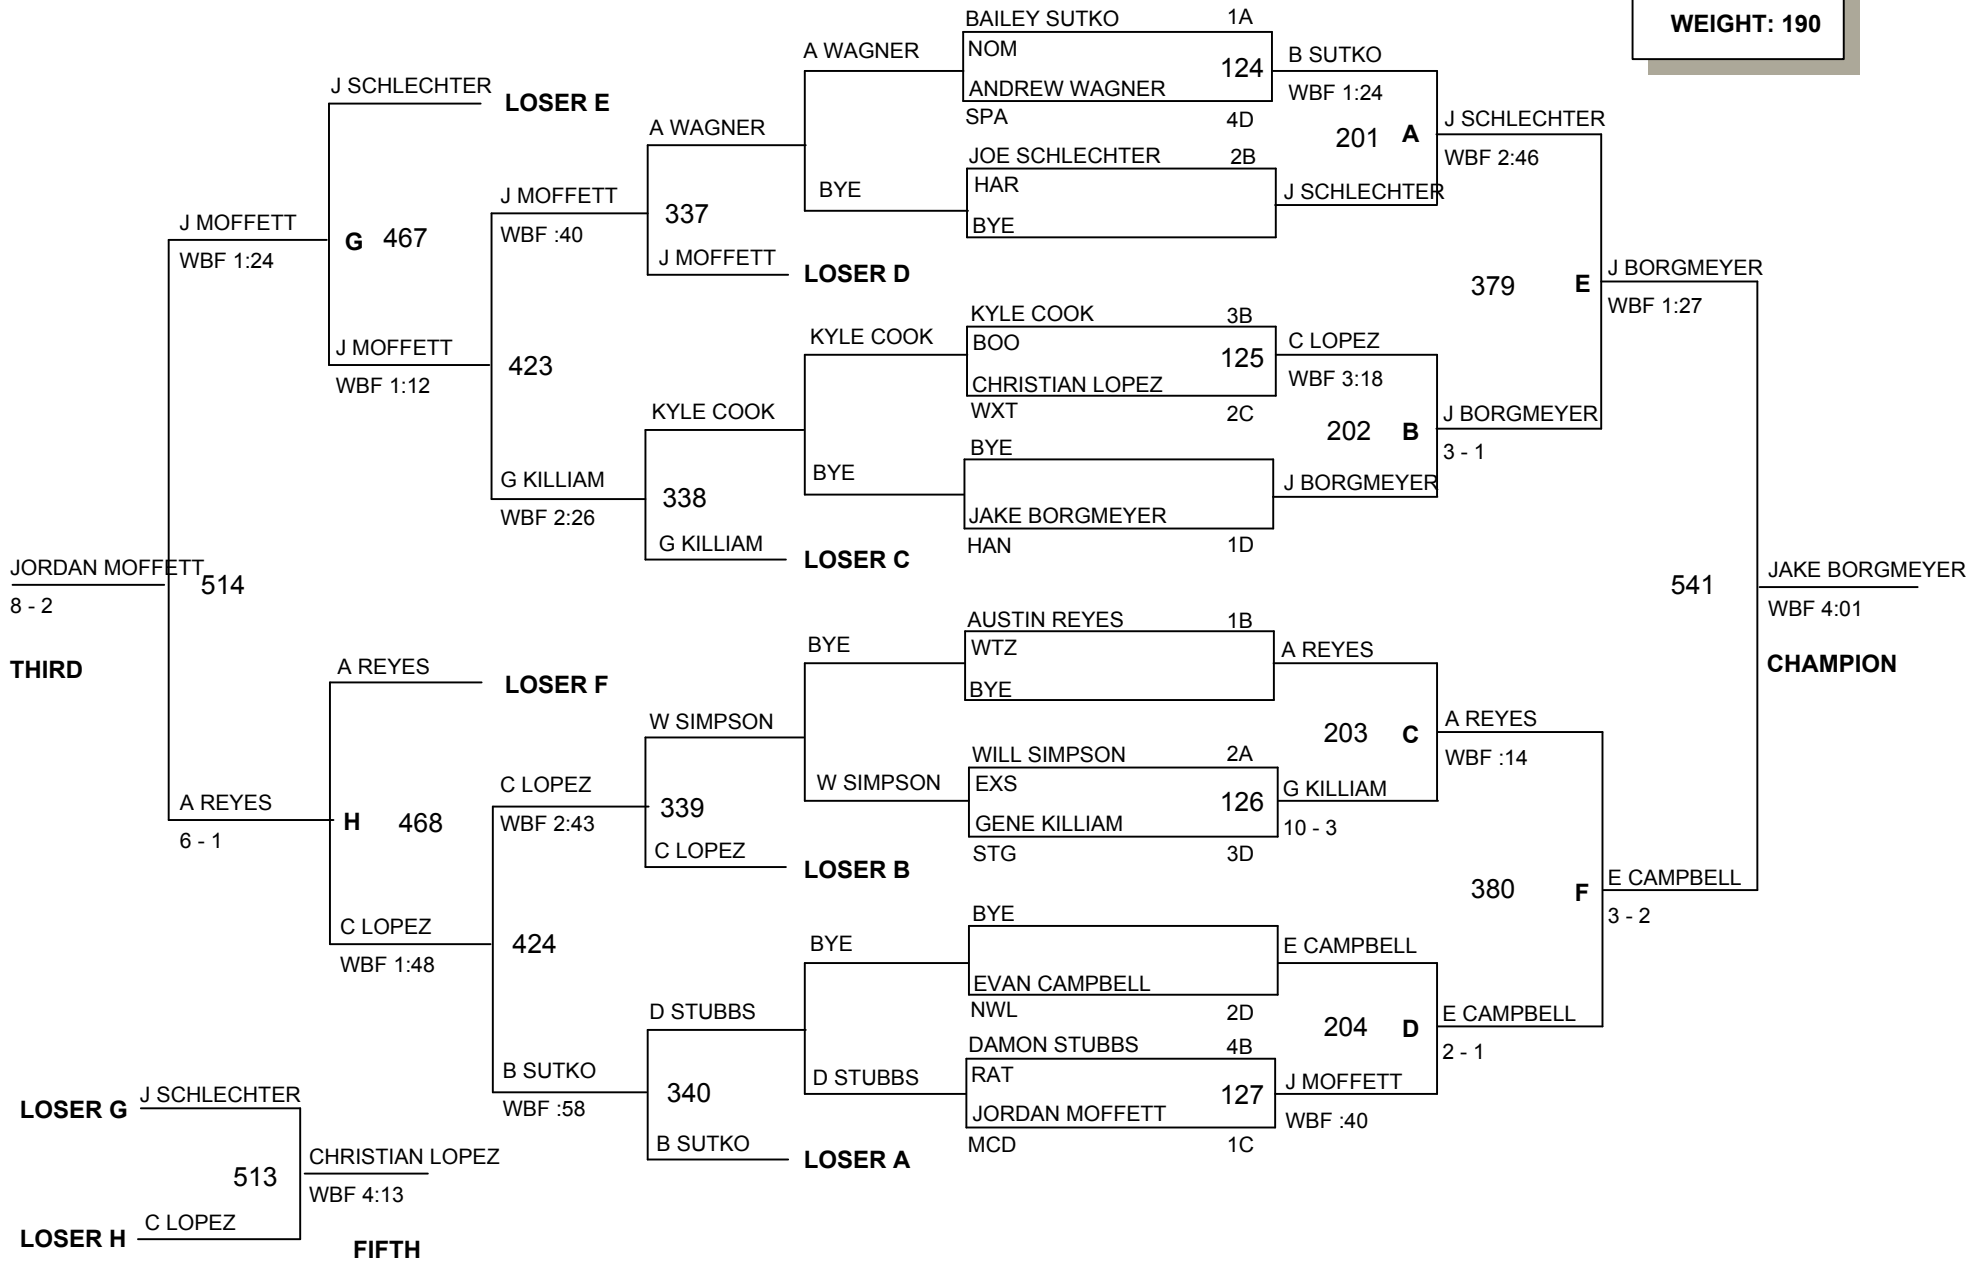 WEIGHT: 190
BAILEY SUTKO 1A
NOM
124
ANDREW WAGNER
SPA 4D
JOE SCHLECHTER 2B
HAR
BYE
KYLE COOK 3B
BOO
125
CHRISTIAN LOPEZ
WXT 2C
BYE
JAKE BORGMEYER
HAN 1D
AUSTIN REYES 1B
WTZ
BYE
WILL SIMPSON 2A
EXS
126
GENE KILLIAM
STG 3D
BYE
EVAN CAMPBELL
NWL 2D
DAMON STUBBS 4B
RAT
127
JORDAN MOFFETT
MCD 1C
B SUTKO
WBF 1:24
201 A
J SCHLECHTER
C LOPEZ
WBF 3:18
202 B
J BORGMEYER
A REYES
203 C
G KILLIAM
10 - 3
E CAMPBELL
204 D
J MOFFETT
WBF :40
J SCHLECHTER
WBF 2:46
379 E
J BORGMEYER
3 - 1
A REYES
WBF :14
380 F
E CAMPBELL
2 - 1
J BORGMEYER
WBF 1:27
541
E CAMPBELL
3 - 2
JAKE BORGMEYER
WBF 4:01
CHAMPION
A WAGNER
BYE
KYLE COOK
BYE
BYE
W SIMPSON
BYE
D STUBBS
A WAGNER
337
J MOFFETT
LOSER D
KYLE COOK
338
G KILLIAM
LOSER C
W SIMPSON
339
C LOPEZ
LOSER B
D STUBBS
340
B SUTKO
LOSER A
J MOFFETT
WBF :40
423
G KILLIAM
WBF 2:26
C LOPEZ
WBF 2:43
424
B SUTKO
WBF :58
J SCHLECHTER
LOSER E
G 467
J MOFFETT
WBF 1:12
A REYES
LOSER F
H 468
C LOPEZ
WBF 1:48
J MOFFETT
WBF 1:24
514
A REYES
6 - 1
JORDAN MOFFETT
8 - 2
THIRD
LOSER G J SCHLECHTER
513
LOSER H C LOPEZ
CHRISTIAN LOPEZ
WBF 4:13
FIFTH